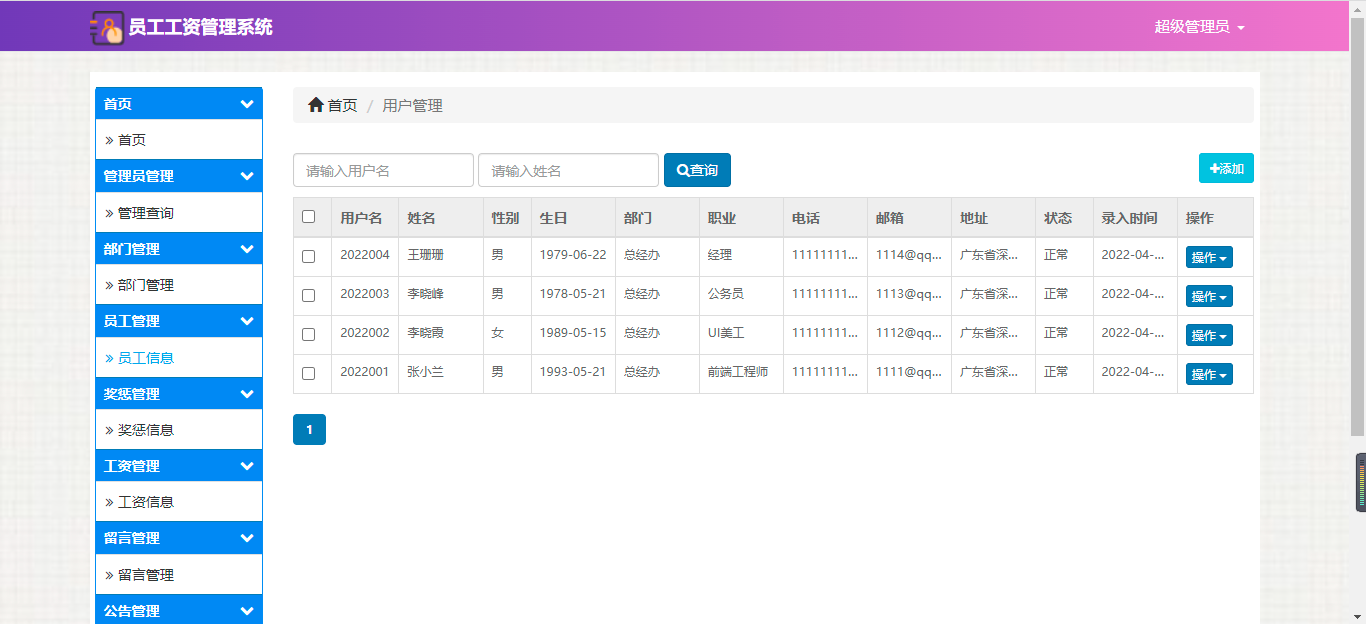 员工工资管理系统
超级管理员
首页
» 首页
管理员管理
» 管理查询
部门管理
» 部门管理
员工管理
» 员工信息
奖惩管理
» 奖惩信息
工资管理
» 工资信息
留言管理
» 留言管理
公告管理
首页 / 用户管理
请输入用户名 请输入姓名 查询 添加
用户名 姓名 性别 生日 部门 职业 电话 邮箱 地址 状态 录入时间 操作
2022004 王珊珊 男 1979-06-22 总经办 经理 11111111... 1114@qq... 广东省深... 正常 2022-04-... 操作
2022003 李晓峰 男 1978-05-21 总经办 公务员 11111111... 1113@qq... 广东省深... 正常 2022-04-... 操作
2022002 李晓霞 女 1989-05-15 总经办 UI美工 11111111... 1112@qq... 广东省深... 正常 2022-04-... 操作
2022001 张小兰 男 1993-05-21 总经办 前端工程师 11111111... 1111@qq... 广东省深... 正常 2022-04-... 操作
1